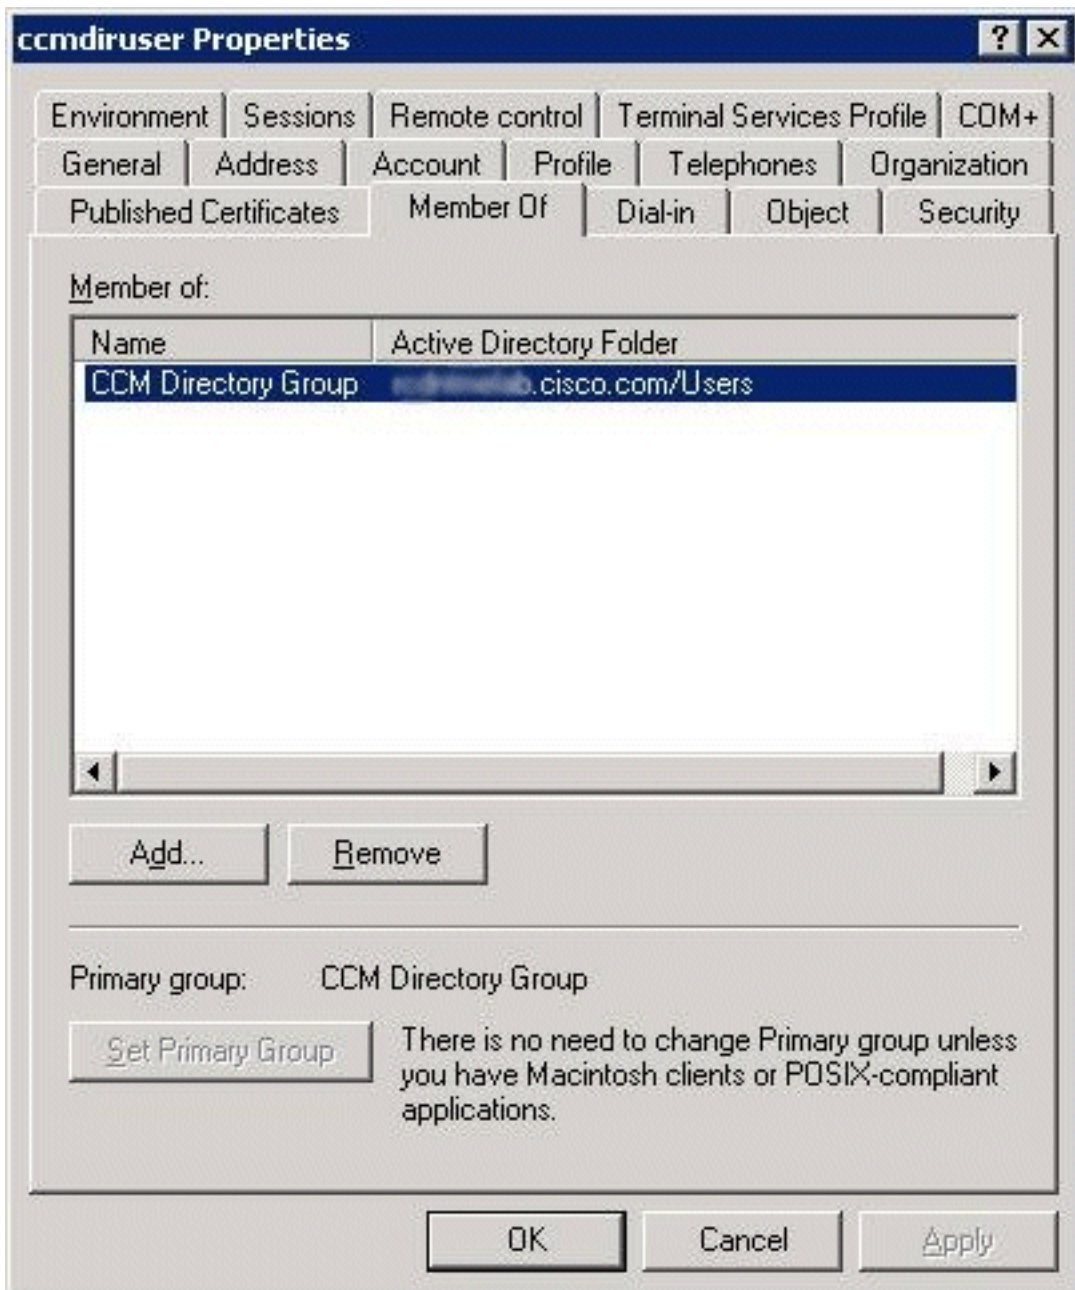 ccmdiruser Properties
Environment Sessions Remote control Terminal Services Profile COM+
General Address Account Profile Telephones Organization
Published Certificates Member Of Dial-in Object Security
Member of:
Name Active Directory Folder
CCM Directory Group .cisco.com/Users
Add... Remove
Primary group: CCM Directory Group
Set Primary Group
There is no need to change Primary group unless
you have Macintosh clients or POSIX-compliant
applications.
OK Cancel Apply